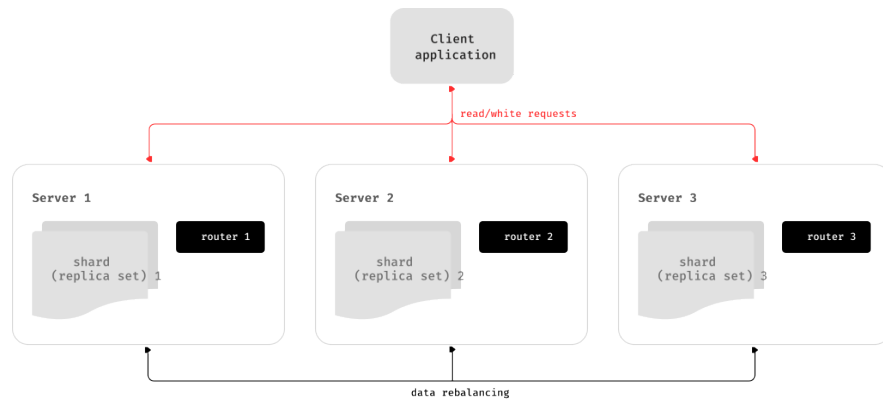 Client
application
read/white requests
Server 1
router 1
shard
(replica set) 1
Server 2
router 2
shard
(replica set) 2
Server 3
router 3
shard
(replica set) 3
data rebalancing